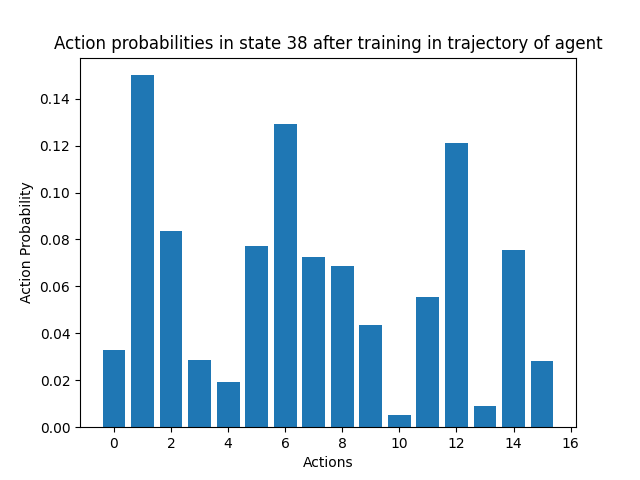 Action probabilities in state 38 after training in trajectory of agent
0.14
0.12
0.10
0.08
0.06
0.04
0.02
0.00
Action Probability
0 2 4 6 8 10 12 14 16
Actions